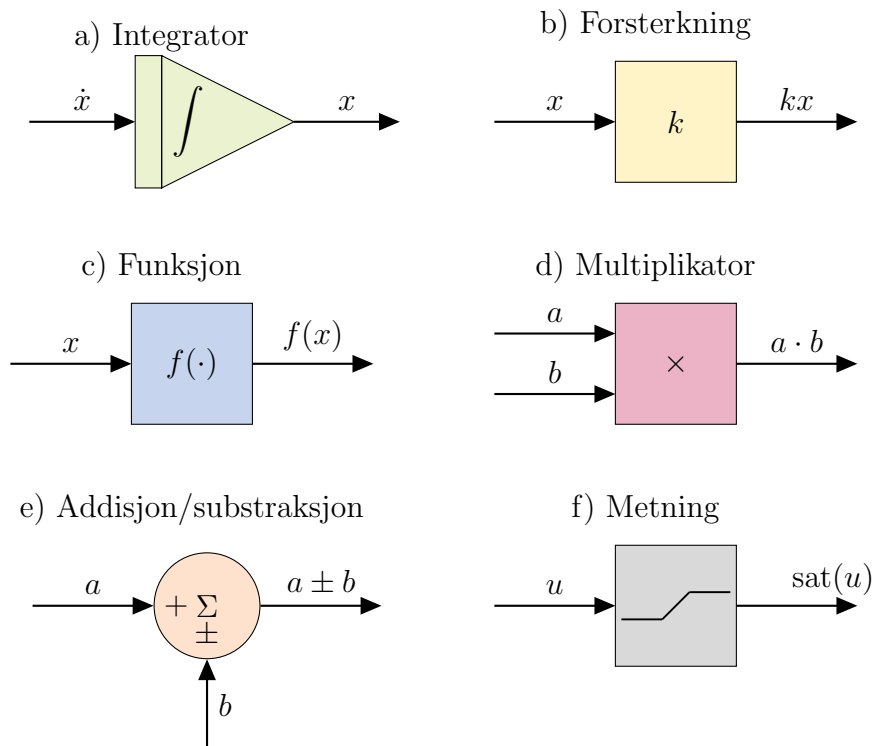 a) Integrator
ẋ
∫
x
b) Forsterkning
x
k
kx
c) Funksjon
x
f(·)
f(x)
d) Multiplikator
a
b
×
a · b
e) Addisjon/substraksjon
a
+ Σ
±
a ± b
b
f) Metning
u
sat(u)